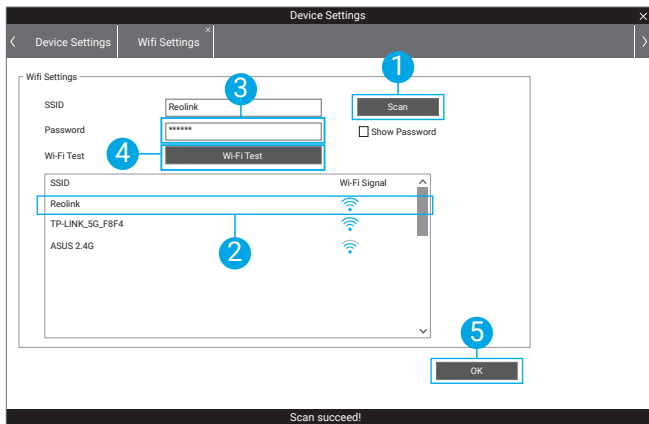 Device Settings ×
‹ Device Settings Wifi Settings × ›
Wifi Settings
1
3
SSID Reolink Scan
Password ****** Show Password
4
Wi-Fi Test Wi-Fi Test
SSID Wi-Fi Signal
Reolink
TP-LINK_5G_F8F4
ASUS 2.4G
2
5
OK
Scan succeed!